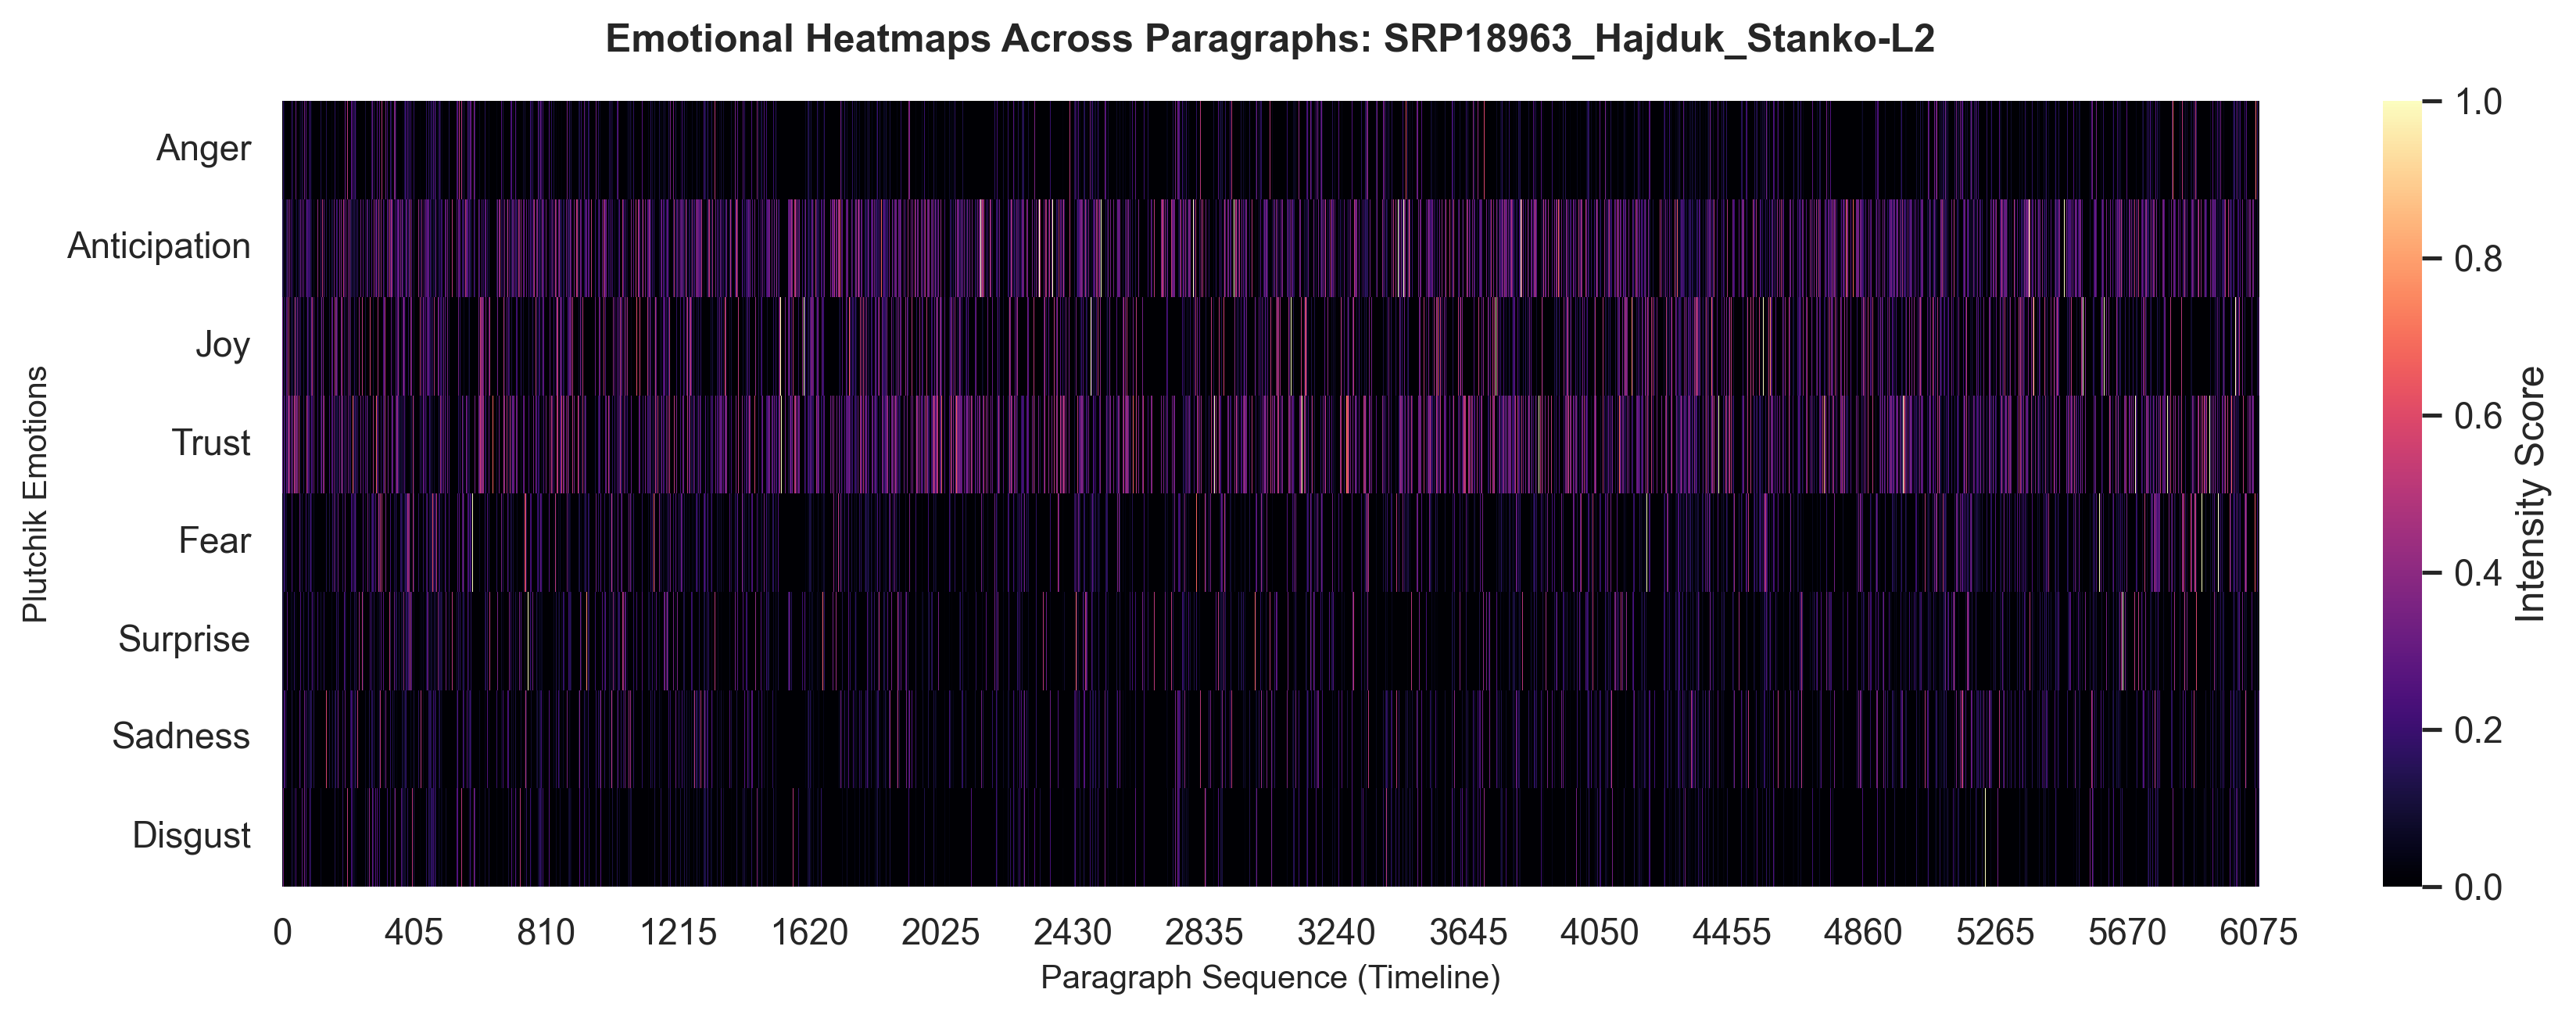 Emotional Heatmaps Across Paragraphs: SRP18963_Hajduk_Stanko-L2
Plutchik Emotions
Anger
Anticipation
Joy
Trust
Fear
Surprise
Sadness
Disgust
0 405 810 1215 1620 2025 2430 2835 3240 3645 4050 4455 4860 5265 5670 6075
Paragraph Sequence (Timeline)
1.0
0.8
0.6
0.4
0.2
0.0
Intensity Score